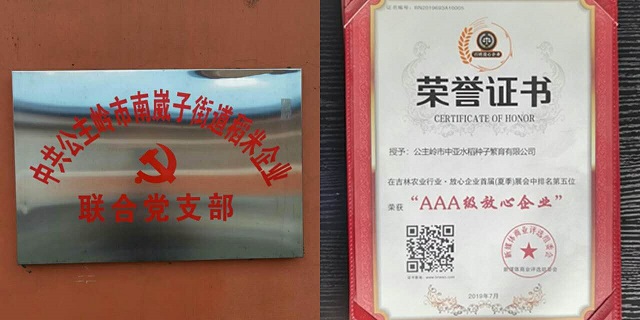 中共公主岭市南崴子街道稻米企业
联合党支部
荣誉证书
CERTIFICATE OF HONOR
授予：公主岭市中亚水稻种子繁育有限公司
在吉林农业行业·放心企业首届(夏季)展会中排名第五位
荣获“AAA级放心企业”
2019年7月